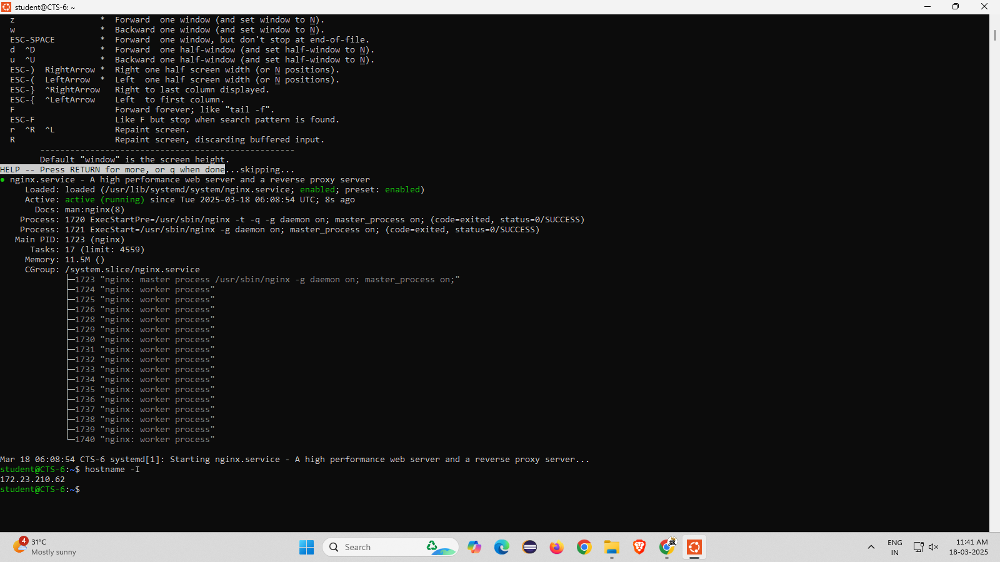 student@CTS-6: ~
z                 *  Forward  one window (and set window to N).
w                 *  Backward one window (and set window to N).
ESC-SPACE         *  Forward  one window, but don't stop at end-of-file.
d  ^D             *  Forward  one half-window (and set half-window to N).
u  ^U             *  Backward one half-window (and set half-window to N).
ESC-)  RightArrow *  Right one half screen width (or N positions).
ESC-(  LeftArrow  *  Left  one half screen width (or N positions).
ESC-}  ^RightArrow   Right to last column displayed.
ESC-{  ^LeftArrow    Left  to first column.
F                    Forward forever; like "tail -f".
ESC-F                Like F but stop when search pattern is found.
r  ^R  ^L            Repaint screen.
R                    Repaint screen, discarding buffered input.
---------------------------------------------------
Default "window" is the screen height.
HELP -- Press RETURN for more, or q when done...skipping...
● nginx.service - A high performance web server and a reverse proxy server
Loaded: loaded (/usr/lib/systemd/system/nginx.service; enabled; preset: enabled)
Active: active (running) since Tue 2025-03-18 06:08:54 UTC; 8s ago
Docs: man:nginx(8)
Process: 1720 ExecStartPre=/usr/sbin/nginx -t -q -g daemon on; master_process on; (code=exited, status=0/SUCCESS)
Process: 1721 ExecStart=/usr/sbin/nginx -g daemon on; master_process on; (code=exited, status=0/SUCCESS)
Main PID: 1723 (nginx)
Tasks: 17 (limit: 4559)
Memory: 11.5M ()
CGroup: /system.slice/nginx.service
├─1723 "nginx: master process /usr/sbin/nginx -g daemon on; master_process on;"
├─1724 "nginx: worker process"
├─1725 "nginx: worker process"
├─1726 "nginx: worker process"
├─1728 "nginx: worker process"
├─1729 "nginx: worker process"
├─1730 "nginx: worker process"
├─1731 "nginx: worker process"
├─1732 "nginx: worker process"
├─1733 "nginx: worker process"
├─1734 "nginx: worker process"
├─1735 "nginx: worker process"
├─1736 "nginx: worker process"
├─1737 "nginx: worker process"
├─1738 "nginx: worker process"
├─1739 "nginx: worker process"
└─1740 "nginx: worker process"
Mar 18 06:08:54 CTS-6 systemd[1]: Starting nginx.service - A high performance web server and a reverse proxy server...
student@CTS-6:~$ hostname -I
172.23.210.62
student@CTS-6:~$
4
31°C
Mostly sunny
Search
SK
ENG
IN
11:41 AM
18-03-2025